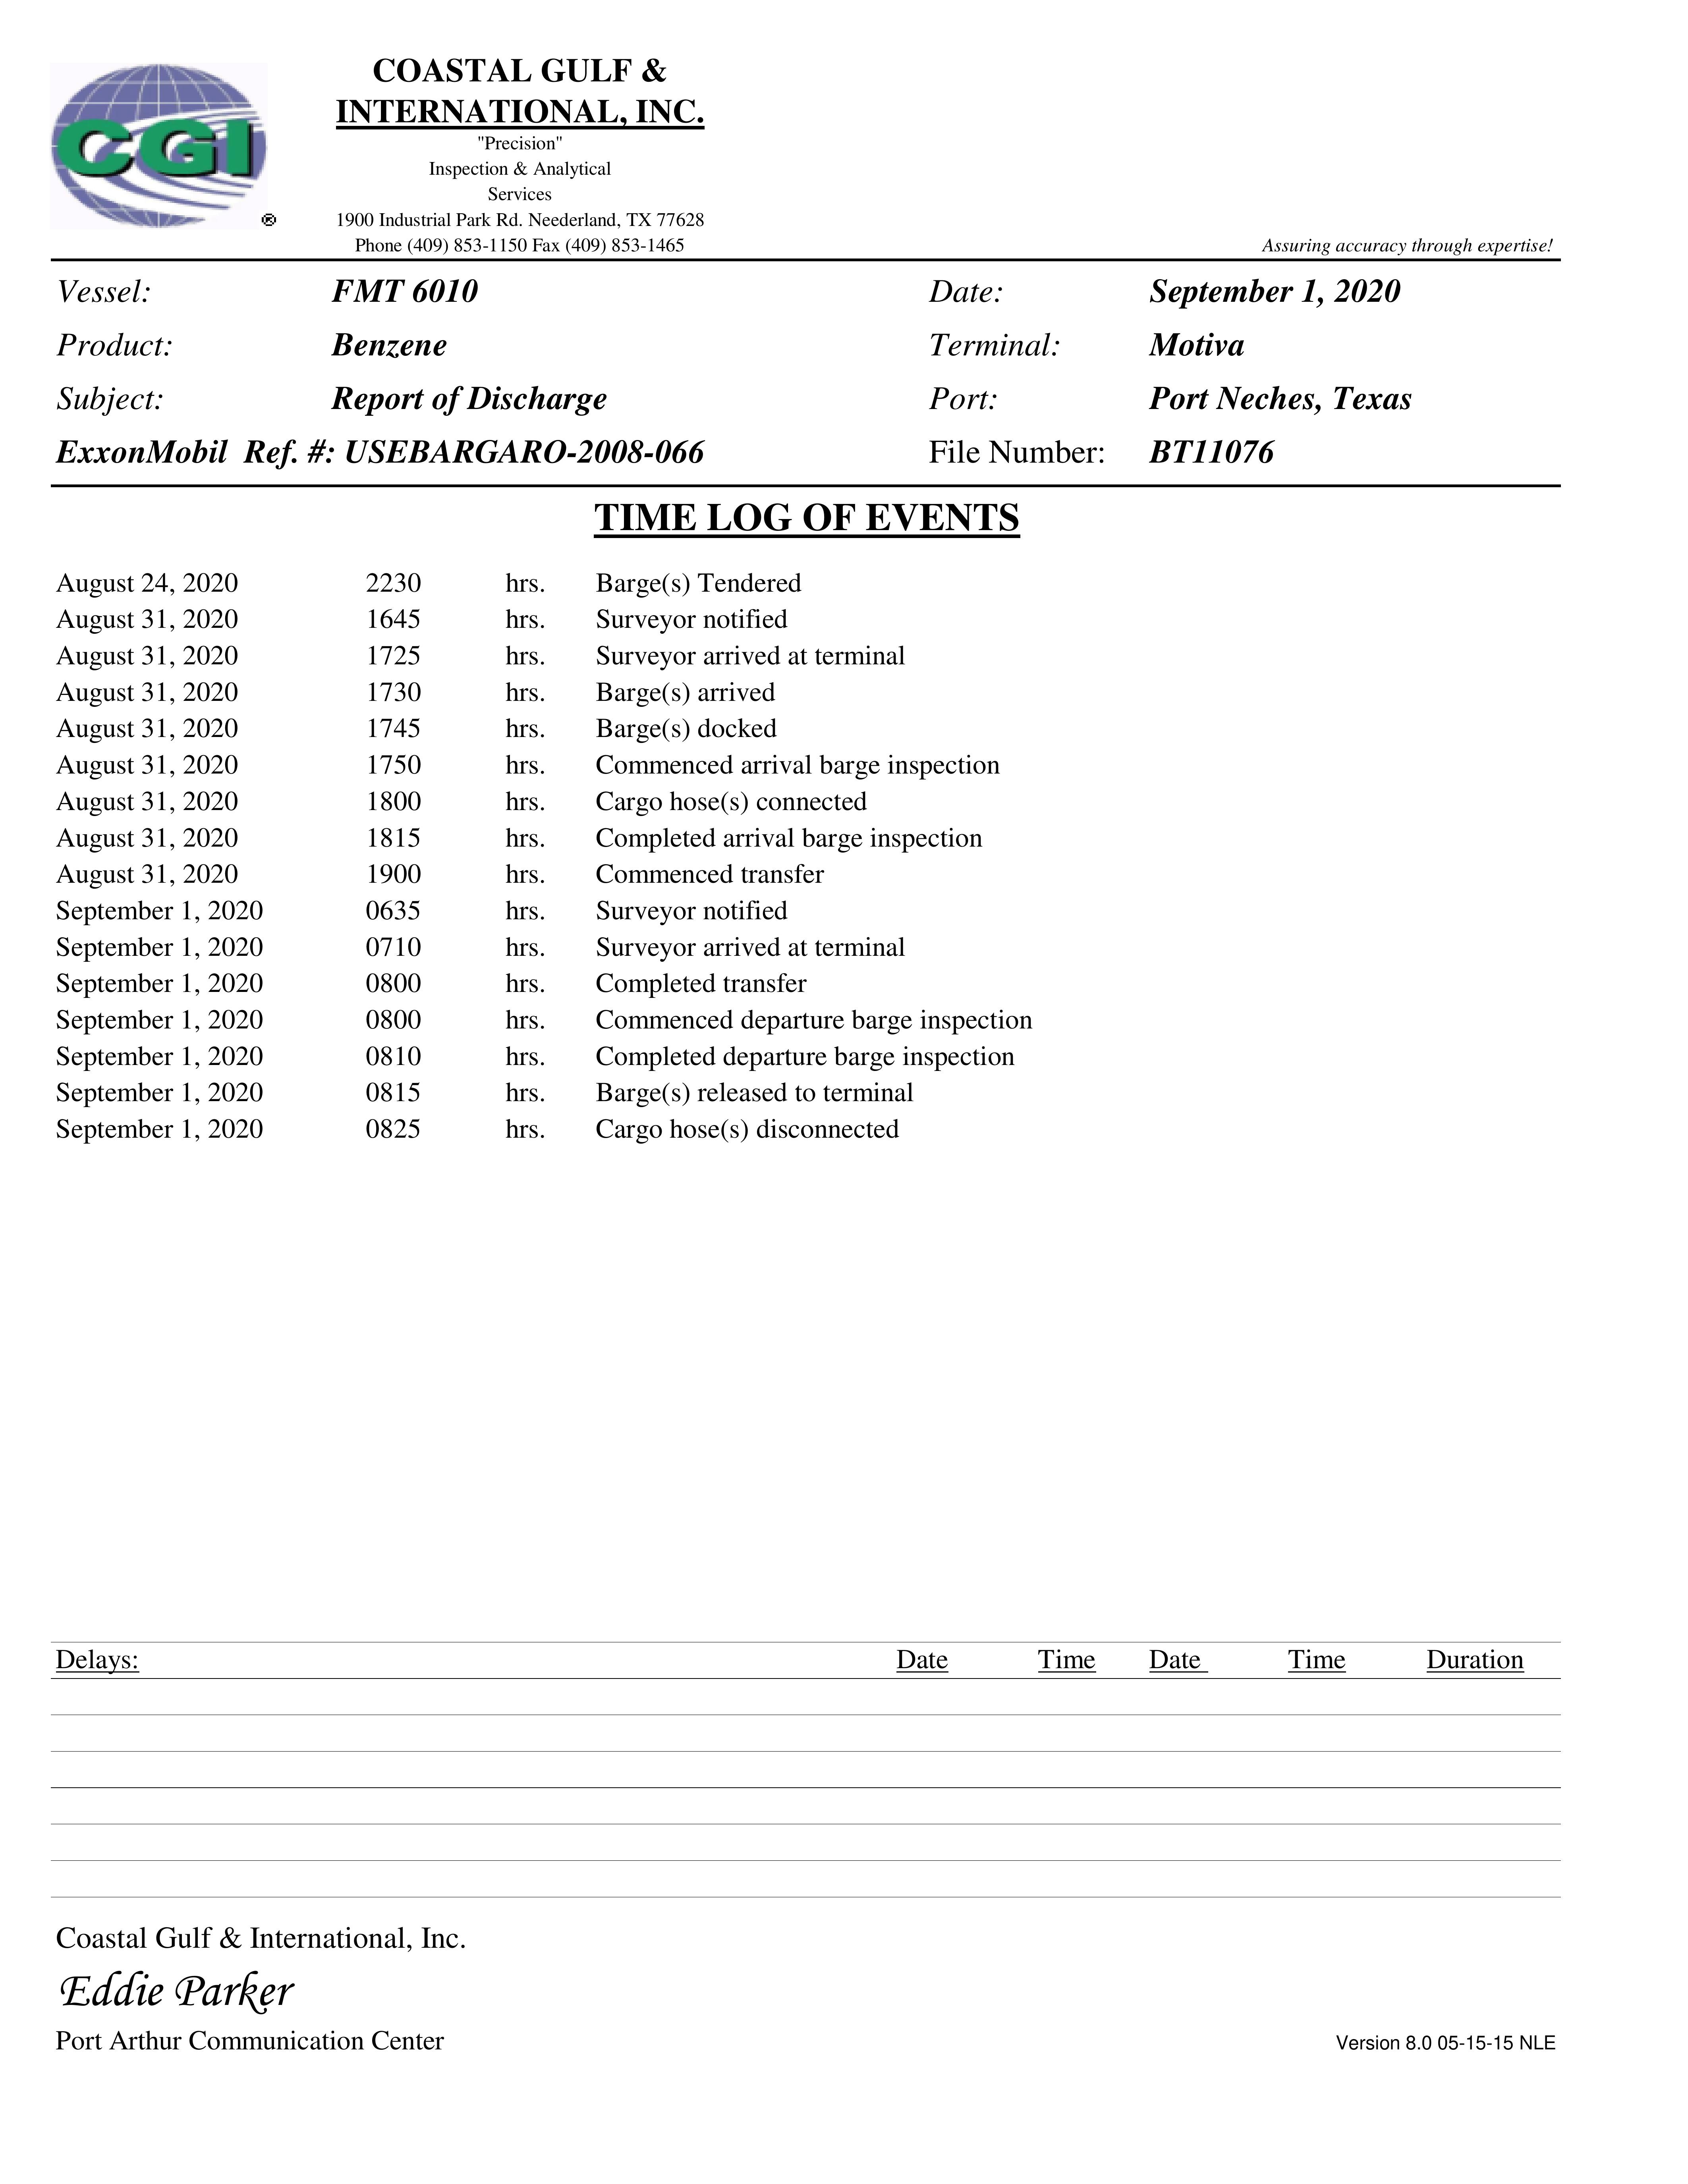 CGI
®
COASTAL GULF &
INTERNATIONAL, INC.
"Precision"
Inspection & Analytical
Services
1900 Industrial Park Rd. Neederland, TX 77628
Phone (409) 853-1150 Fax (409) 853-1465
Assuring accuracy through expertise!
Vessel: FMT 6010 Date: September 1, 2020
Product: Benzene Terminal: Motiva
Subject: Report of Discharge Port: Port Neches, Texas
ExxonMobil Ref. #: USEBARGARO-2008-066 File Number: BT11076
TIME LOG OF EVENTS
August 24, 2020 2230 hrs. Barge(s) Tendered
August 31, 2020 1645 hrs. Surveyor notified
August 31, 2020 1725 hrs. Surveyor arrived at terminal
August 31, 2020 1730 hrs. Barge(s) arrived
August 31, 2020 1745 hrs. Barge(s) docked
August 31, 2020 1750 hrs. Commenced arrival barge inspection
August 31, 2020 1800 hrs. Cargo hose(s) connected
August 31, 2020 1815 hrs. Completed arrival barge inspection
August 31, 2020 1900 hrs. Commenced transfer
September 1, 2020 0635 hrs. Surveyor notified
September 1, 2020 0710 hrs. Surveyor arrived at terminal
September 1, 2020 0800 hrs. Completed transfer
September 1, 2020 0800 hrs. Commenced departure barge inspection
September 1, 2020 0810 hrs. Completed departure barge inspection
September 1, 2020 0815 hrs. Barge(s) released to terminal
September 1, 2020 0825 hrs. Cargo hose(s) disconnected
Delays: Date Time Date Time Duration
Coastal Gulf & International, Inc.
Eddie Parker
Port Arthur Communication Center
Version 8.0 05-15-15 NLE